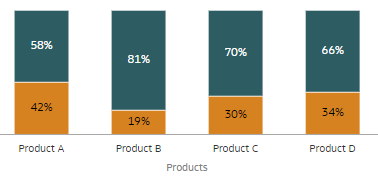 58% 81% 70% 66%
42% 19% 30% 34%
Product A Product B Product C Product D
Products